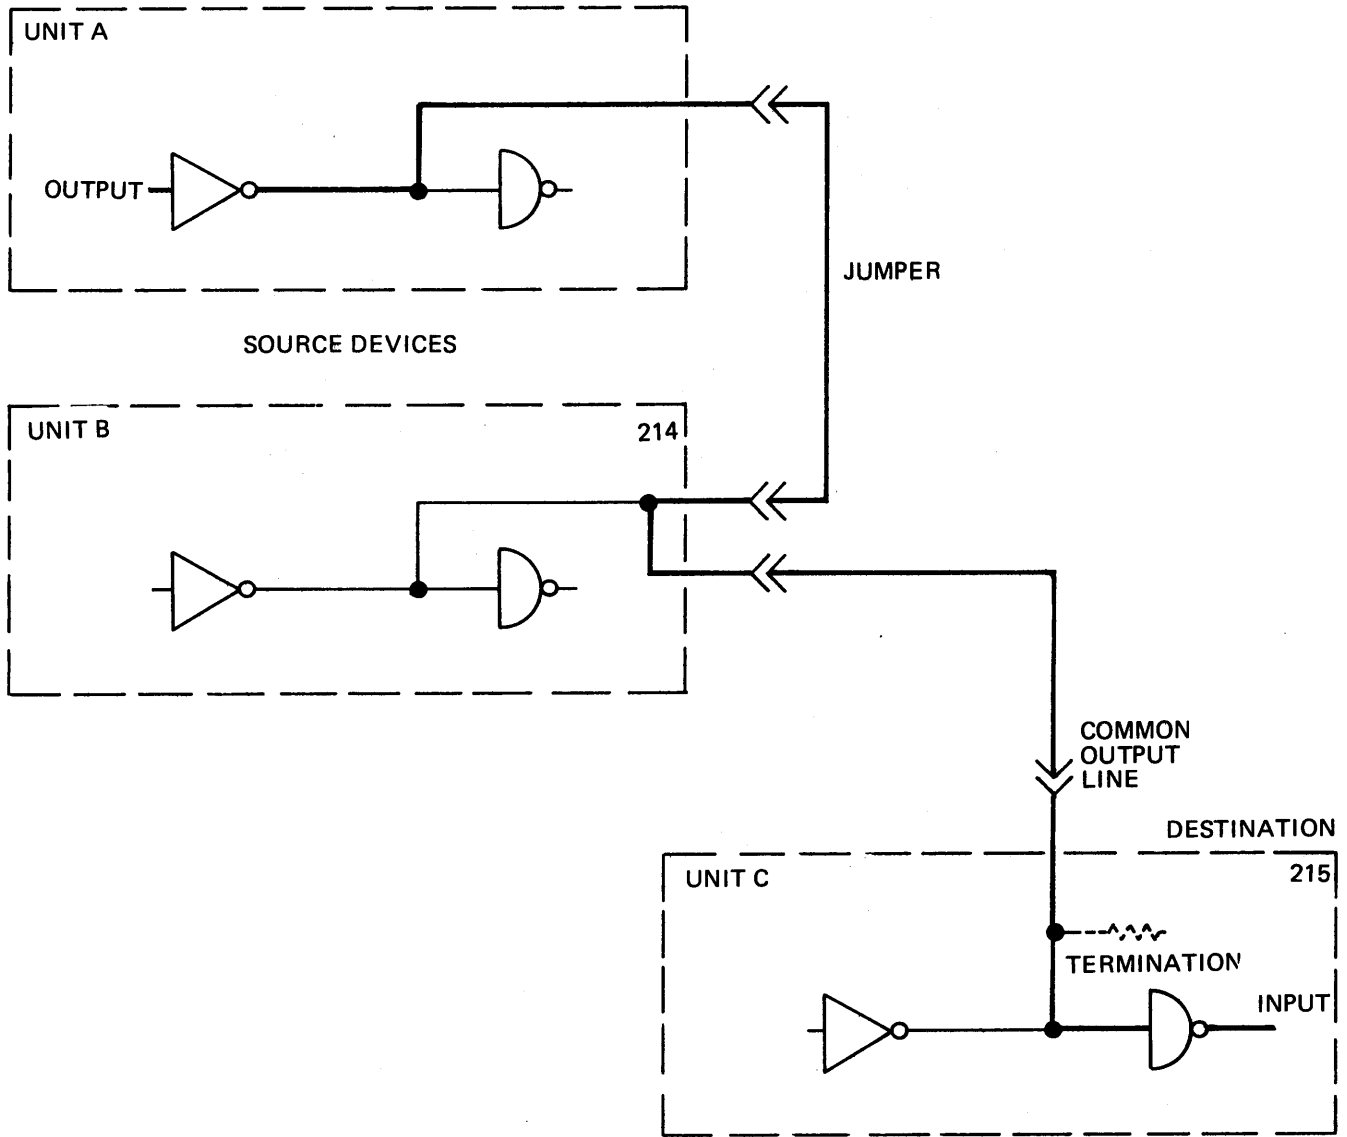 UNIT A
OUTPUT
JUMPER
SOURCE DEVICES
UNIT B
214
COMMON
OUTPUT
LINE
DESTINATION
UNIT C
215
TERMINATION
INPUT